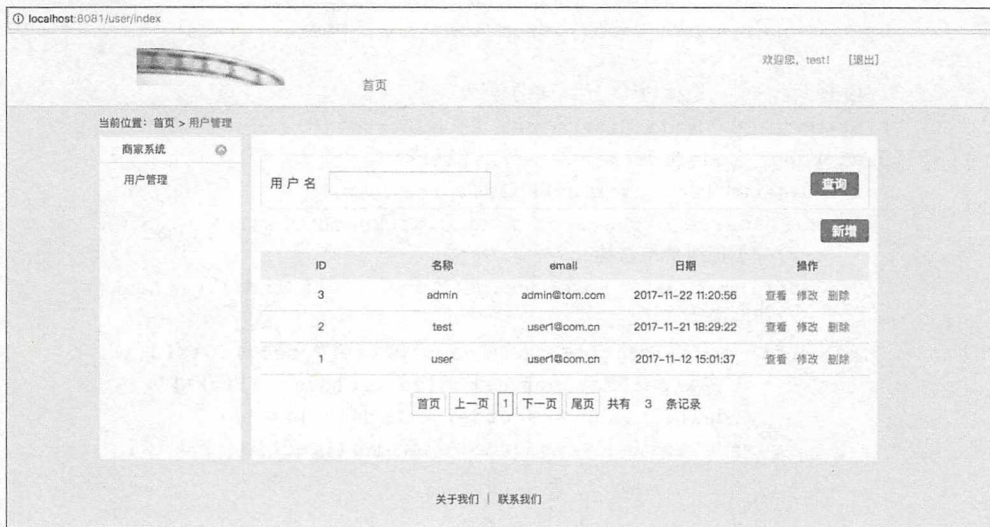 localhost:8081/user/index
欢迎您，test! [退出]
首页
当前位置：首页 > 用户管理
商家系统
用户管理
用户名
查询
新增
ID 名称 email 日期 操作
3 admin admin@tom.com 2017-11-22 11:20:56 查看 修改 删除
2 test user1@com.cn 2017-11-21 18:29:22 查看 修改 删除
1 user user1@com.cn 2017-11-12 15:01:37 查看 修改 删除
首页 上一页 1 下一页 尾页 共有 3 条记录
关于我们 | 联系我们